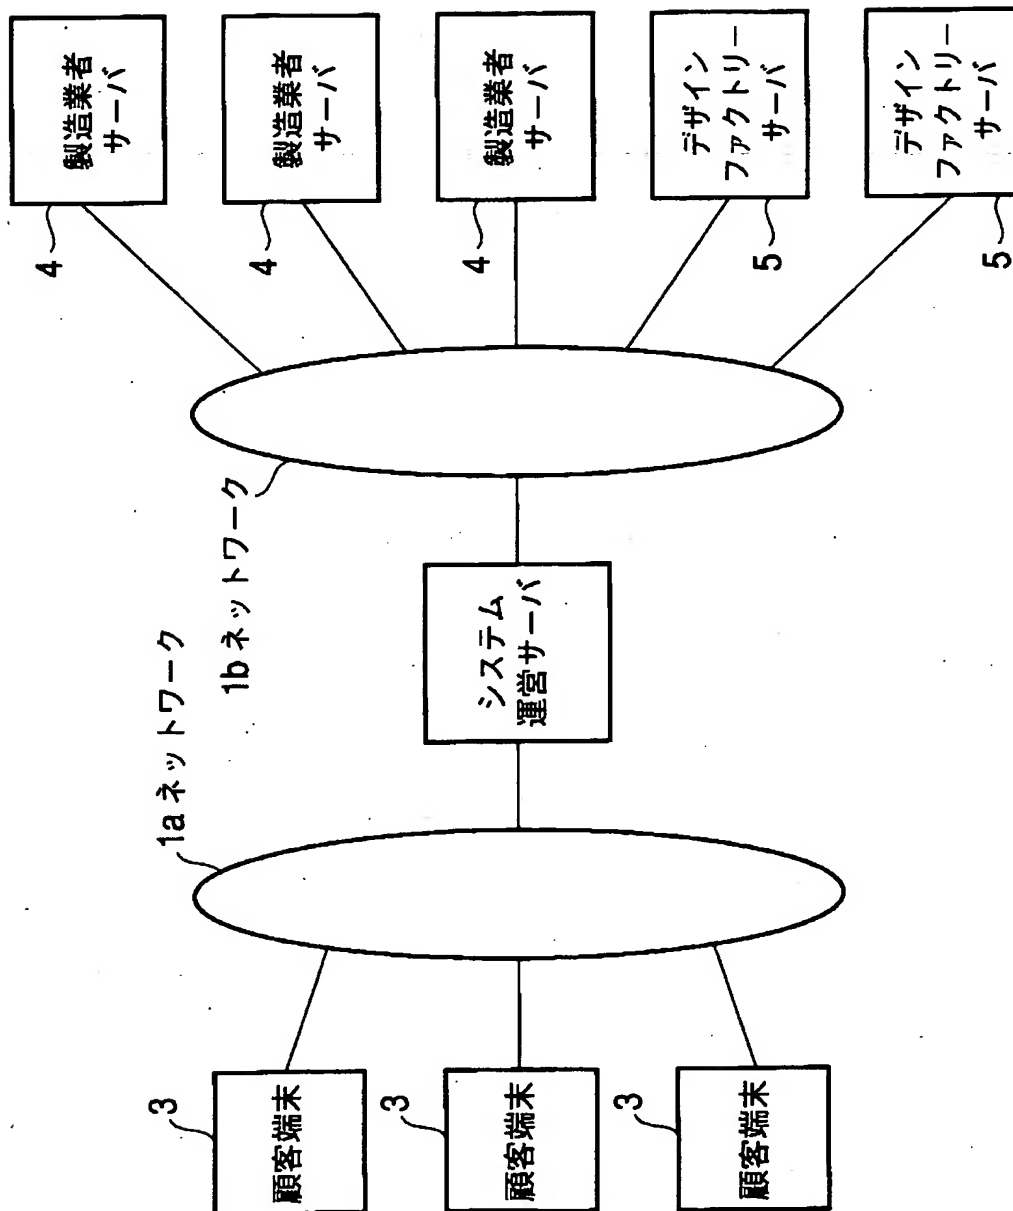 3
顧客端末
3
顧客端末
3
顧客端末
1a ネットワーク
システム
運営サーバ
1b ネットワーク
4
製造業者
サーバ
4
製造業者
サーバ
4
製造業者
サーバ
5
デザイン
ファクトリー
サーバ
5
デザイン
ファクトリー
サーバ